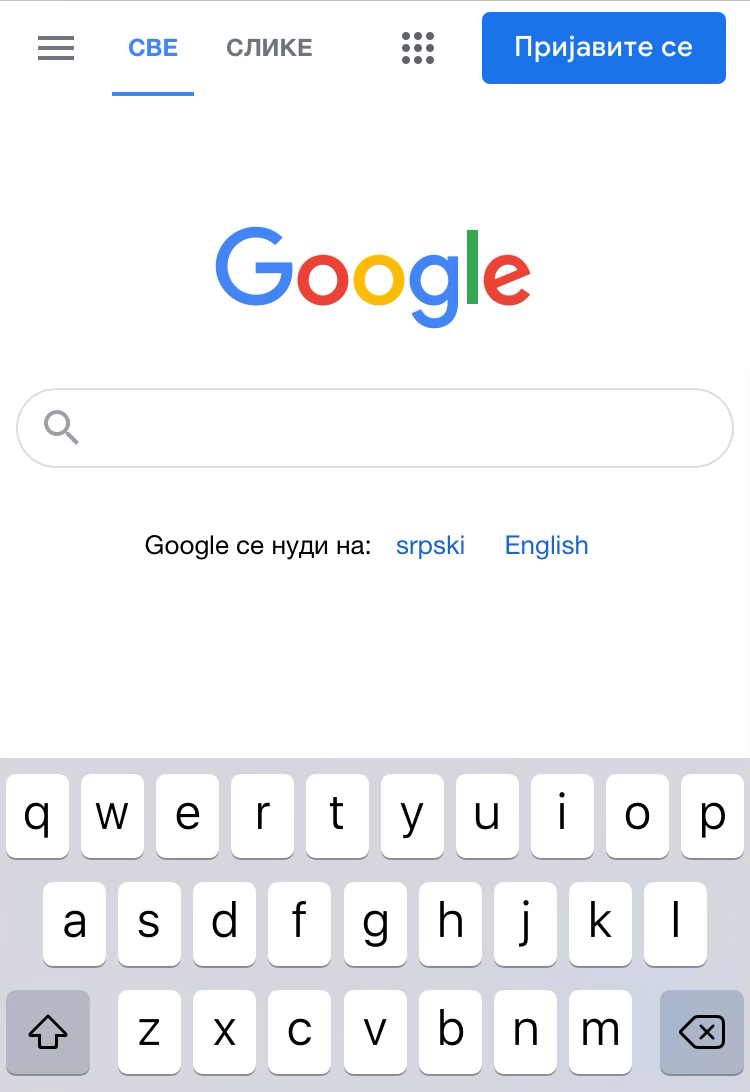 СВЕ СЛИКЕ Пријавите се
Google
Google се нуди на: srpski English
q w e r t y u i o p
a s d f g h j k l
z x c v b n m